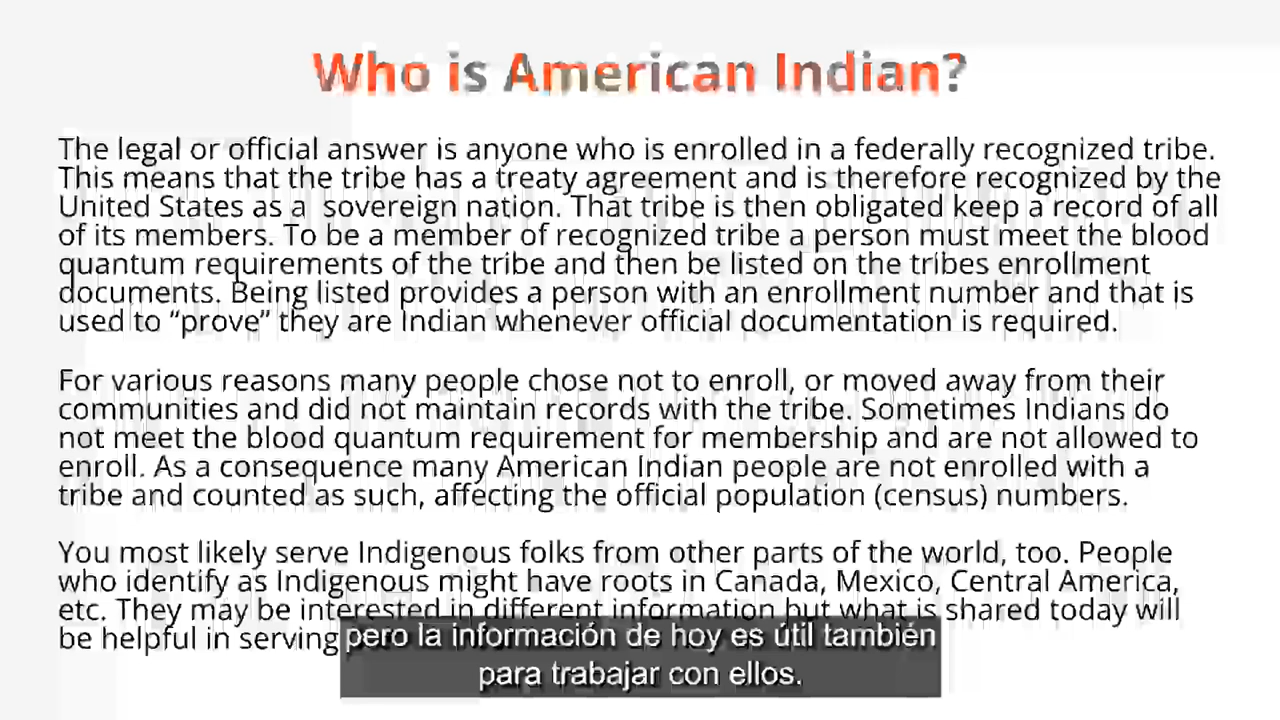 Who is American Indian?
The legal or official answer is anyone who is enrolled in a federally recognized tribe.
This means that the tribe has a treaty agreement and is therefore recognized by the
United States as a sovereign nation. That tribe is then obligated keep a record of all
of its members. To be a member of recognized tribe a person must meet the blood
quantum requirements of the tribe and then be listed on the tribes enrollment
documents. Being listed provides a person with an enrollment number and that is
used to “prove” they are Indian whenever official documentation is required.
For various reasons many people chose not to enroll, or moved away from their
communities and did not maintain records with the tribe. Sometimes Indians do
not meet the blood quantum requirement for membership and are not allowed to
enroll. As a consequence many American Indian people are not enrolled with a
tribe and counted as such, affecting the official population (census) numbers.
You most likely serve Indigenous folks from other parts of the world, too. People
who identify as Indigenous might have roots in Canada, Mexico, Central America,
etc. They may be interested in different information but what is shared today will
be helpful in serving
pero la información de hoy es útil también
para trabajar con ellos.